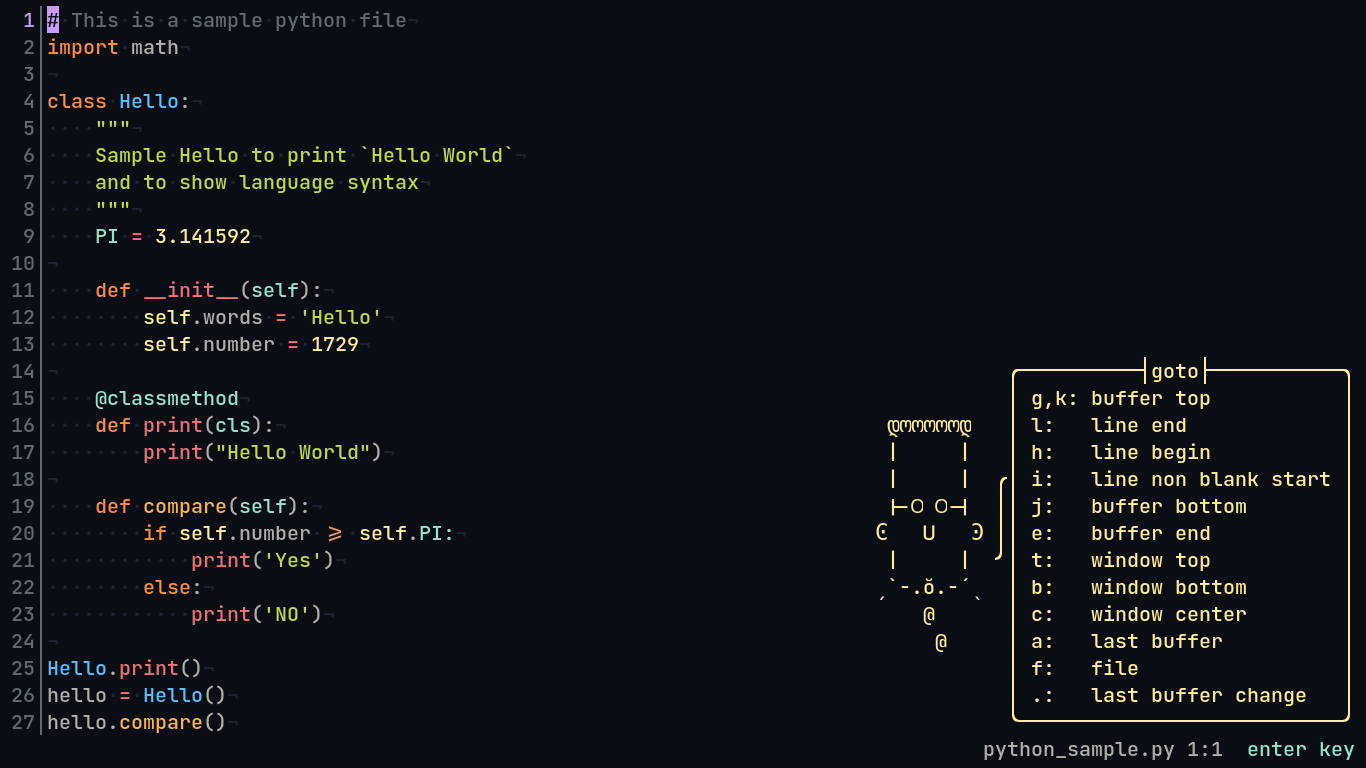 1 # This is a sample python file¬
2 import·math¬
3 ¬
4 class·Hello:¬
5 ····"""¬
6 ····Sample·Hello·to·print·`Hello·World`¬
7 ····and·to·show·language·syntax¬
8 ····"""¬
9 ····PI·=·3.141592¬
10 ¬
11 ····def·__init__(self):¬
12 ········self.words·=·'Hello'¬
13 ········self.number·=·1729¬
14 ¬
15 ····@classmethod¬
16 ····def·print(cls):¬
17 ········print("Hello·World")¬
18 ¬
19 ····def·compare(self):¬
20 ········if·self.number·>=·self.PI:¬
21 ············print('Yes')¬
22 ········else:¬
23 ············print('NO')¬
24 ¬
25 Hello.print()¬
26 hello·=·Hello()¬
27 hello.compare()¬
goto
g,k: buffer top
l: line end
h: line begin
i: line non blank start
j: buffer bottom
e: buffer end
t: window top
b: window bottom
c: window center
a: last buffer
f: file
.: last buffer change
python_sample.py 1:1 enter key